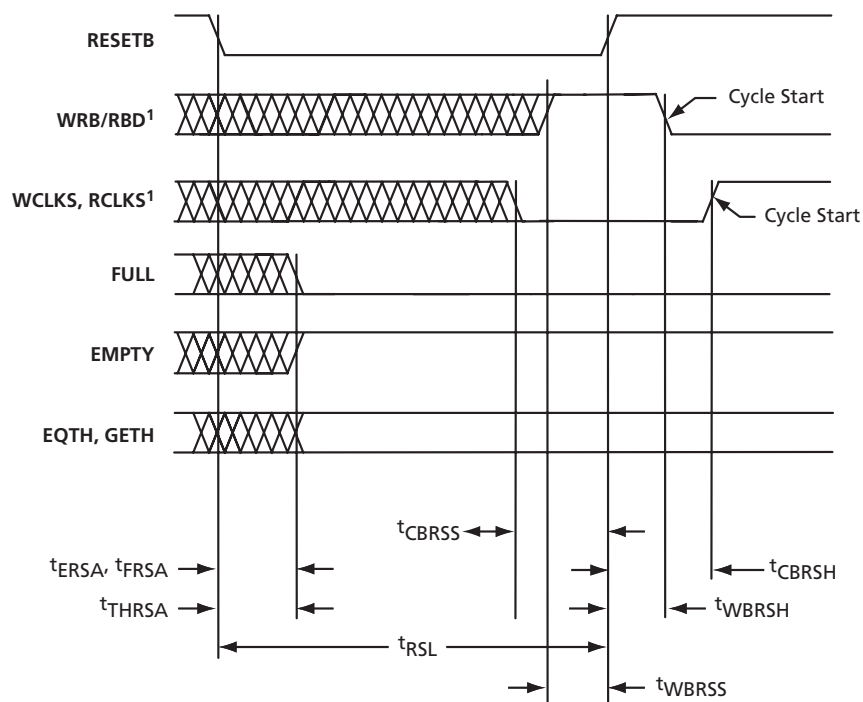 RESETB
WRB/RBD¹
Cycle Start
WCLKS, RCLKS¹
Cycle Start
FULL
EMPTY
EQTH, GETH
tCBRSS
tERSA, tFRSA
tCBRSH
tTHRSA
tWBRSH
tRSL
tWBRSS